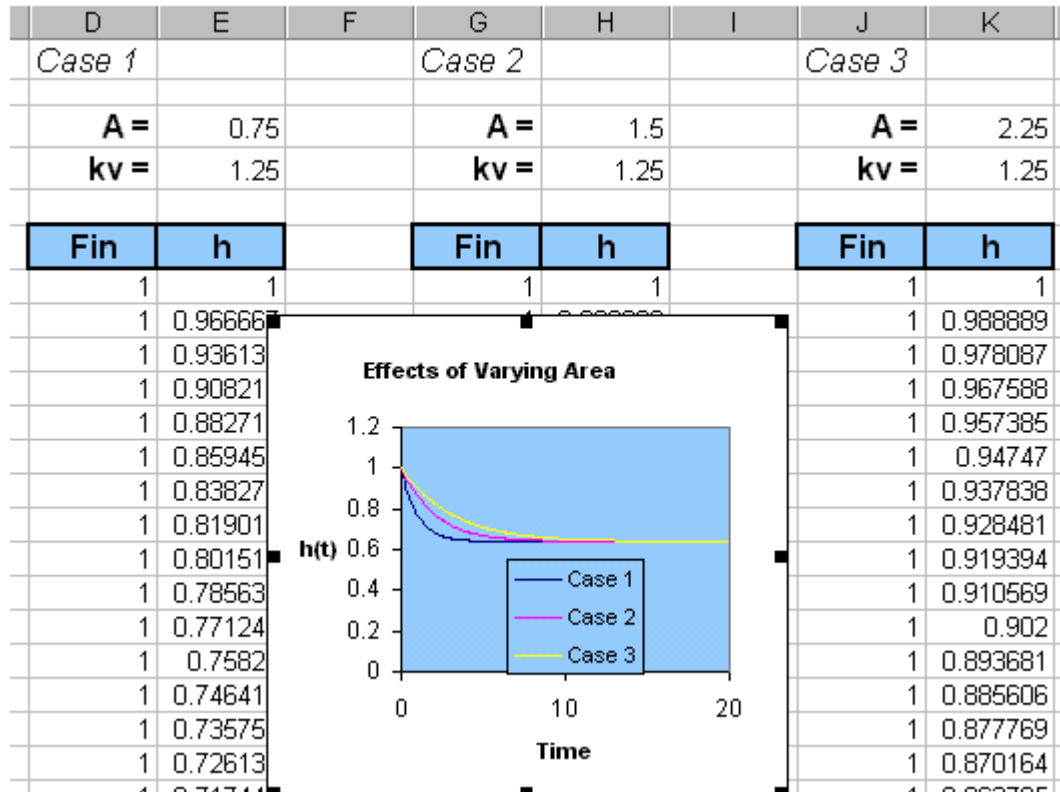 D E F G H I J K
Case 1 Case 2 Case 3
A = 0.75 A = 1.5 A = 2.25
kv = 1.25 kv = 1.25 kv = 1.25
Fin h Fin h Fin h
1 1 1 1 1 1
1 0.966667 1 1 0.988889
1 0.93613 1 0.978087
1 0.90821 1 0.967588
1 0.88271 1 0.957385
1 0.85945 1 0.94747
1 0.83827 1 0.937838
1 0.81901 1 0.928481
1 0.80151 1 0.919394
1 0.78563 1 0.910569
1 0.77124 1 0.902
1 0.7582 1 0.893681
1 0.74641 1 0.885606
1 0.73575 1 0.877769
1 0.72613 1 0.870164
Effects of Varying Area
1.2
1
0.8
h(t) 0.6
0.4
0.2
0
Case 1
Case 2
Case 3
0 10 20
Time